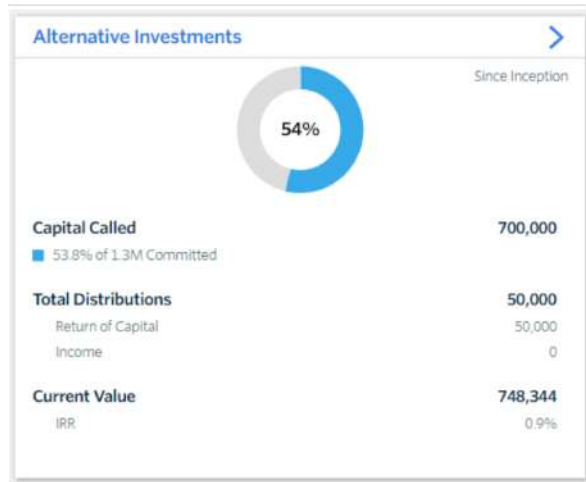 Alternative Investments
Since Inception
54%
Capital Called 700,000
53.8% of 1.3M Committed
Total Distributions 50,000
Return of Capital 50,000
Income 0
Current Value 748,344
IRR 0.9%